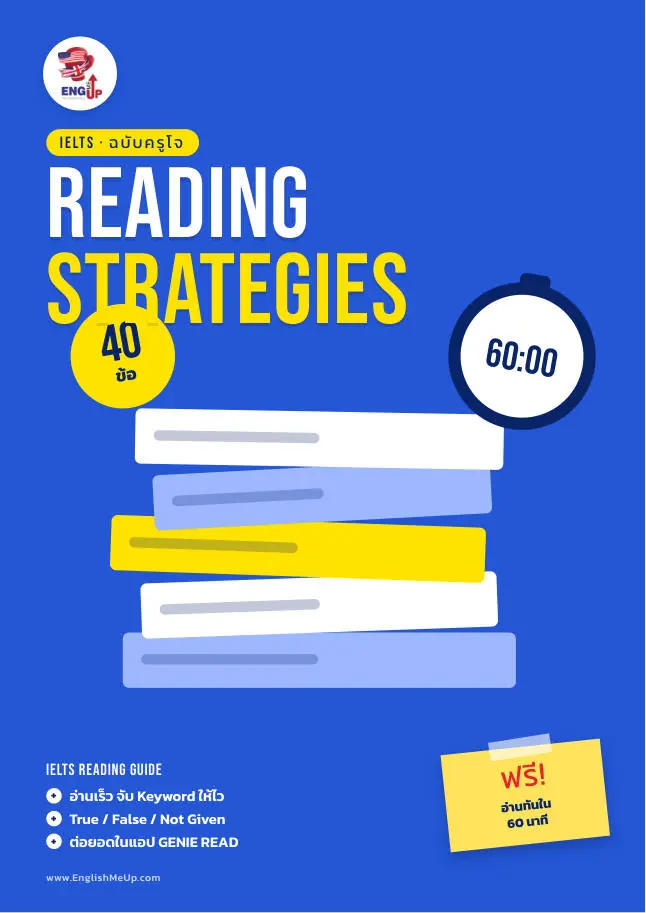 ENG UP
IELTS · ฉบับครูโจ
READING
STRATEGIES
40
ข้อ
60:00
IELTS READING GUIDE
อ่านเร็ว จับ Keyword ให้ไว
True / False / Not Given
ต่อยอดในแอป GENIE READ
www.EnglishMeUp.com
ฟรี!
อ่านทันใน
60 นาที